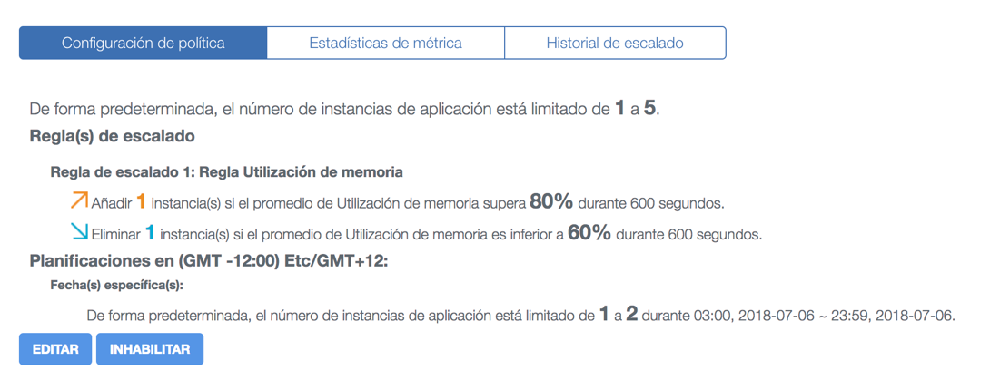 Configuración de política
Estadísticas de métrica
Historial de escalado
De forma predeterminada, el número de instancias de aplicación está limitado de 1 a 5.
Regla(s) de escalado
Regla de escalado 1: Regla Utilización de memoria
Añadir 1 instancia(s) si el promedio de Utilización de memoria supera 80% durante 600 segundos.
Eliminar 1 instancia(s) si el promedio de Utilización de memoria es inferior a 60% durante 600 segundos.
Planificaciones en (GMT -12:00) Etc/GMT+12:
Fecha(s) específica(s):
De forma predeterminada, el número de instancias de aplicación está limitado de 1 a 2 durante 03:00, 2018-07-06 ~ 23:59, 2018-07-06.
EDITAR
INHABILITAR